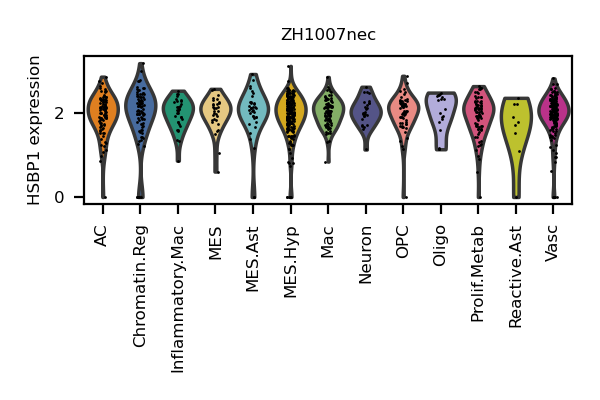 ZH1007nec
HSBP1 expression
2
0
AC
Chromatin.Reg
Inflammatory.Mac
MES
MES.Ast
MES.Hyp
Mac
Neuron
OPC
Oligo
Prolif.Metab
Reactive.Ast
Vasc